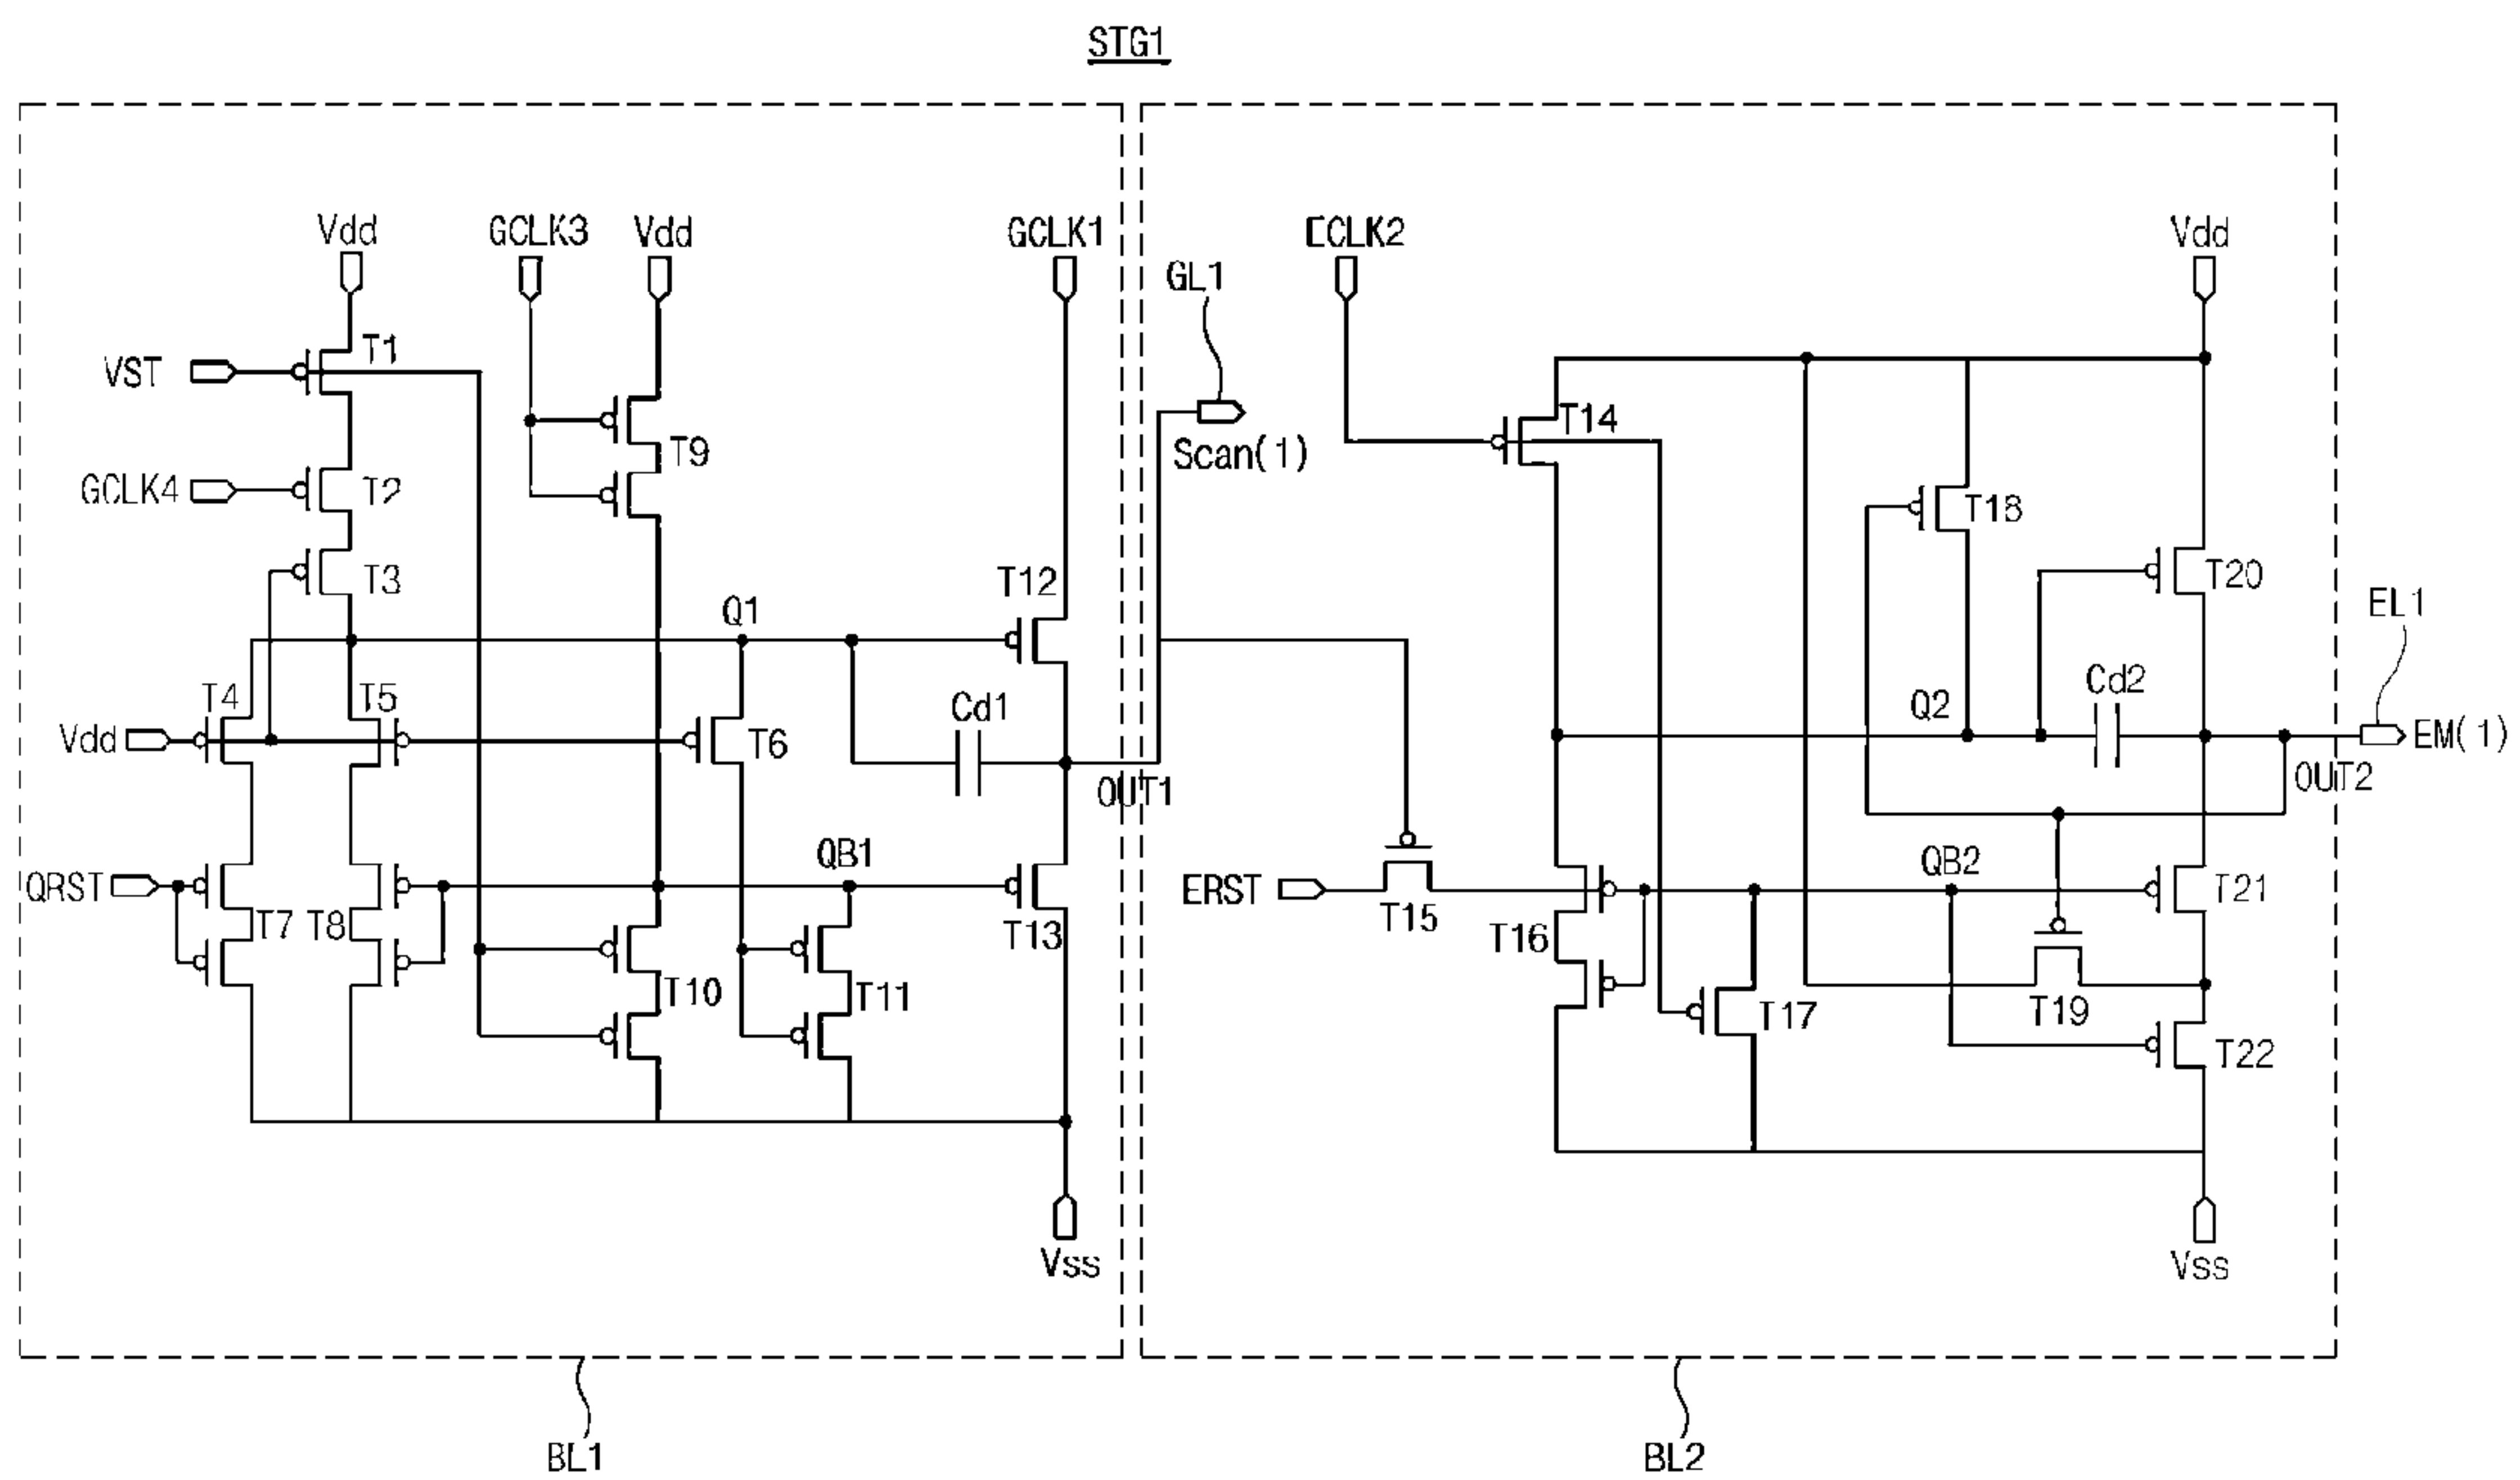 STG1
Vdd
GCLK3
Vdd
GCLK1
ECLK2
Vdd
GL1
VST
T1
T14
T9
Scan(1)
GCLK4
T2
T18
T3
T12
T20
Q1
EL1
T4
T5
Cd1
Q2
Cd2
Vdd
T6
EM(1)
OUT1
OUT2
QB1
QB2
QRST
ERST
T21
T7
T8
T13
T15
T16
T10
T11
T17
T19
T22
Vss
Vss
BL1
BL2